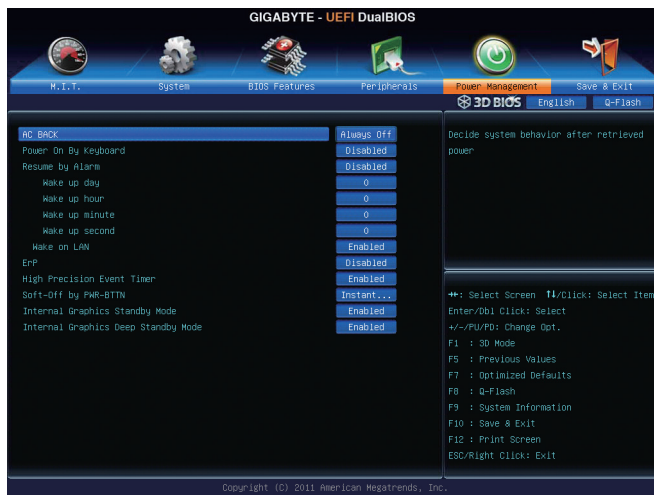 GIGABYTE - UEFI DualBIOS
M.I.T. System BIOS Features Peripherals Power Management Save & Exit
3D BIOS English Q-Flash
AC BACK Always Off
Power On By Keyboard Disabled
Resume by Alarm Disabled
Wake up day 0
Wake up hour 0
Wake up minute 0
Wake up second 0
Wake on LAN Enabled
ErP Disabled
High Precision Event Timer Enabled
Soft-Off by PWR-BTTN Instant...
Internal Graphics Standby Mode Enabled
Internal Graphics Deep Standby Mode Enabled
Decide system behavior after retrieved
power
→←: Select Screen ↑↓/Click: Select Item
Enter/Dbl Click: Select
+/-/PU/PD: Change Opt.
F1 : 3D Mode
F5 : Previous Values
F7 : Optimized Defaults
F8 : Q-Flash
F9 : System Information
F10 : Save & Exit
F12 : Print Screen
ESC/Right Click: Exit
Copyright (C) 2011 American Megatrends, Inc.